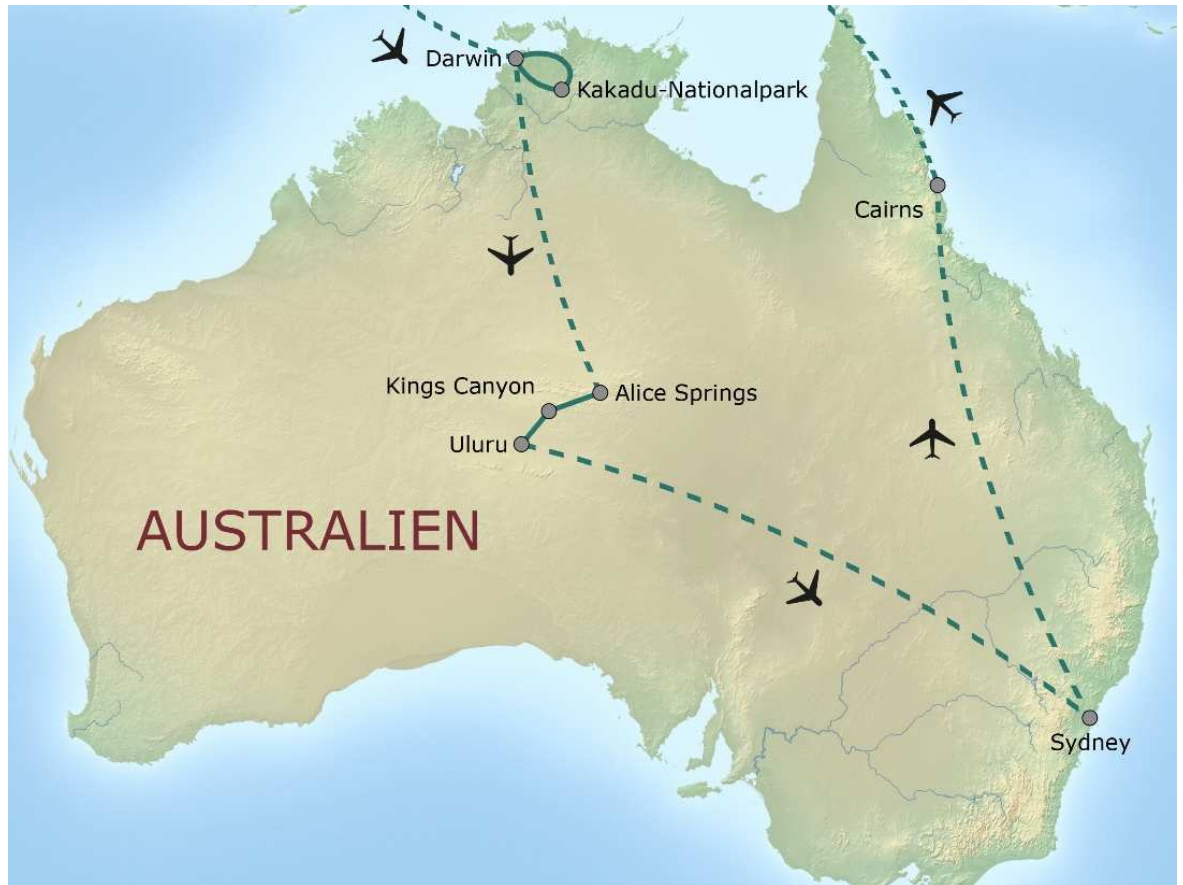 Darwin
Kakadu-Nationalpark
Cairns
Kings Canyon
Alice Springs
Uluru
AUSTRALIEN
Sydney